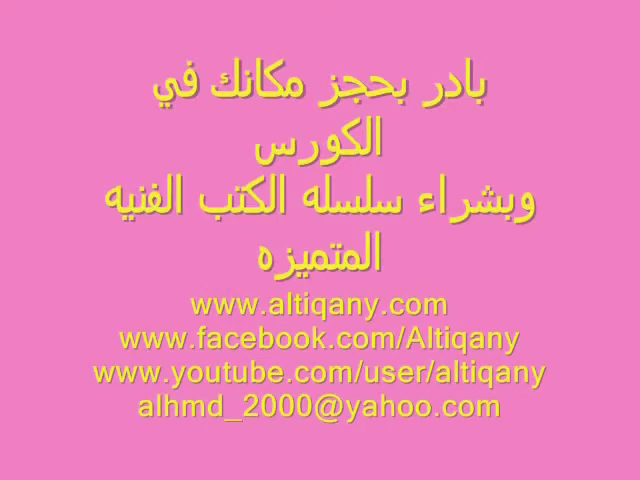 بادر بحجز مكانك في
الكورس
وبشراء سلسله الكتب الفنيه
المتميزه
www.altiqany.com
www.facebook.com/Altiqany
www.youtube.com/user/altiqany
alhmd_2000@yahoo.com